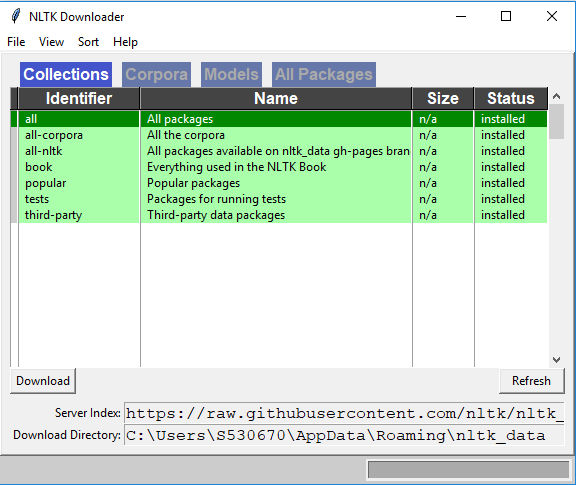 NLTK Downloader
File View Sort Help
Collections Corpora Models All Packages
Identifier Name Size Status
all All packages n/a installed
all-corpora All the corpora n/a installed
all-nltk All packages available on nltk_data gh-pages bran n/a installed
book Everything used in the NLTK Book n/a installed
popular Popular packages n/a installed
tests Packages for running tests n/a installed
third-party Third-party data packages n/a installed
Download Refresh
Server Index: https://raw.githubusercontent.com/nltk/nltk_
Download Directory: C:\Users\S530670\AppData\Roaming\nltk_data